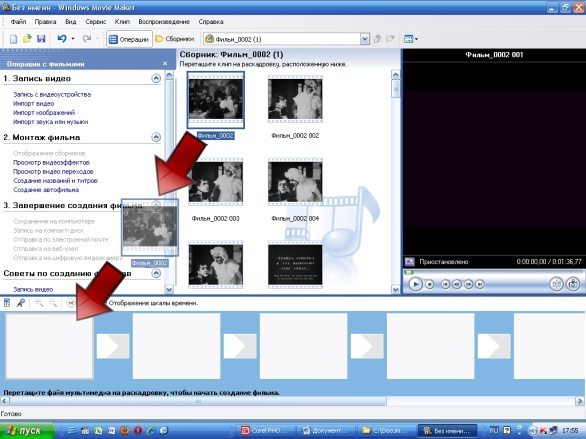 Без имени - Windows Movie Maker
Файл Правка Вид Сервис Клип Воспроизведение Справка
Операции Сборники Фильм_0002 (1)
Операции с фильмами
1. Запись видео
Запись с видеоустройства
Импорт видео
Импорт изображений
Импорт звука или музыки
2. Монтаж фильма
Отображение сборников
Просмотр видеоэффектов
Просмотр видео переходов
Создание названий и титров
Создание автофильма
3. Завершение создания фильма
Сохранение на компьютере
Запись на компакт-диск
Отправка по электронной почте
Отправка на веб-узел
Отправка на цифровую видеокамеру
Фильм_0002
Советы по созданию фильмов
Запись видео
Сборник: Фильм_0002 (1)
Перетащите клип на раскадровку, расположенную ниже.
Фильм_0002
Фильм_0002 002
Фильм_0002 003
Фильм_0002 004
Фильм_0002 001
Приостановлено
0:00:00,00 / 0:01:36,77
Отображение шкалы времени.
Перетащите файл мультимедиа на раскадровку, чтобы начать создание фильма.
Готово
пуск
Corel PHO...
Документ...
C:\Docum...
Без имени...
RU
17:55